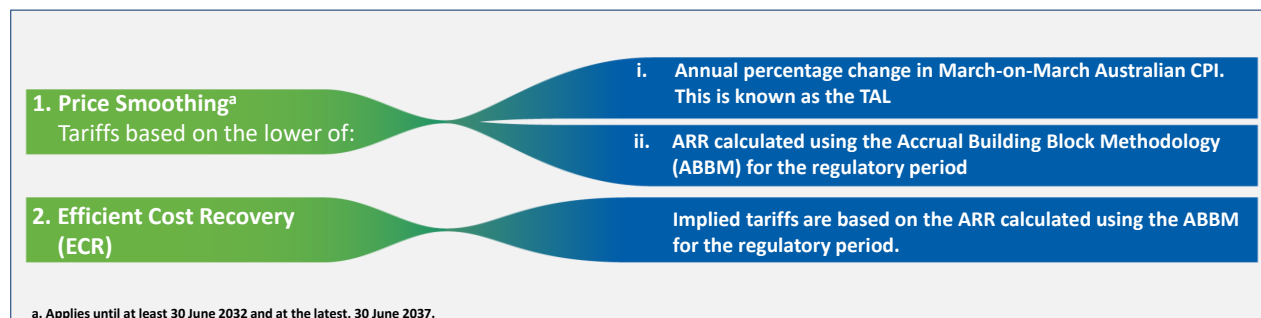 1. Price Smoothingᵃ
Tariffs based on the lower of:
i. Annual percentage change in March-on-March Australian CPI.
This is known as the TAL
ii. ARR calculated using the Accrual Building Block Methodology
(ABBM) for the regulatory period
2. Efficient Cost Recovery
(ECR)
Implied tariffs are based on the ARR calculated using the ABBM
for the regulatory period.
a. Applies until at least 30 June 2032 and at the latest, 30 June 2037.